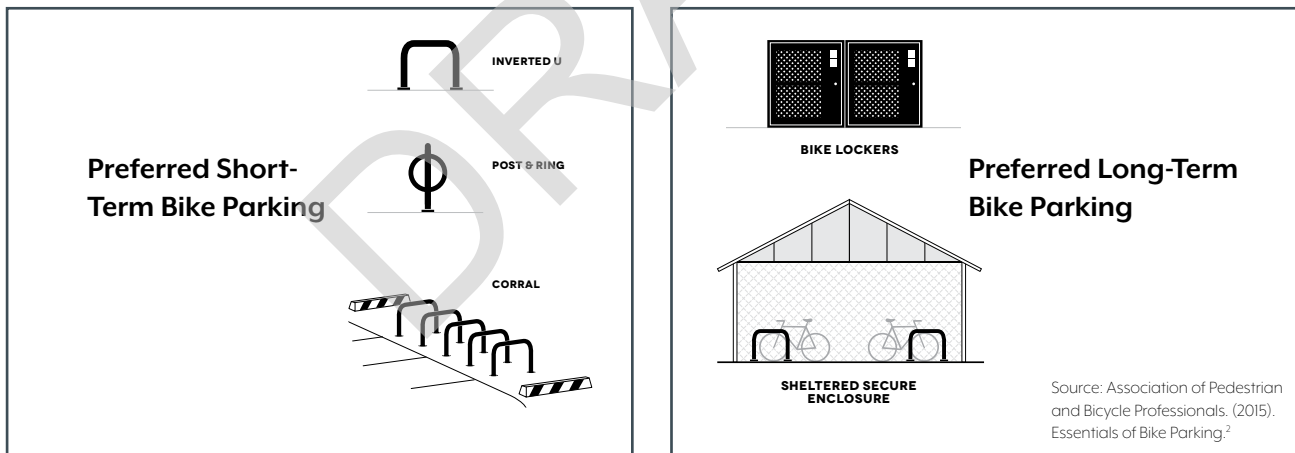 Preferred Short-
Term Bike Parking
INVERTED U
POST & RING
CORRAL
DRA
BIKE LOCKERS
Preferred Long-Term
Bike Parking
SHELTERED SECURE
ENCLOSURE
Source: Association of Pedestrian
and Bicycle Professionals. (2015).
Essentials of Bike Parking.2